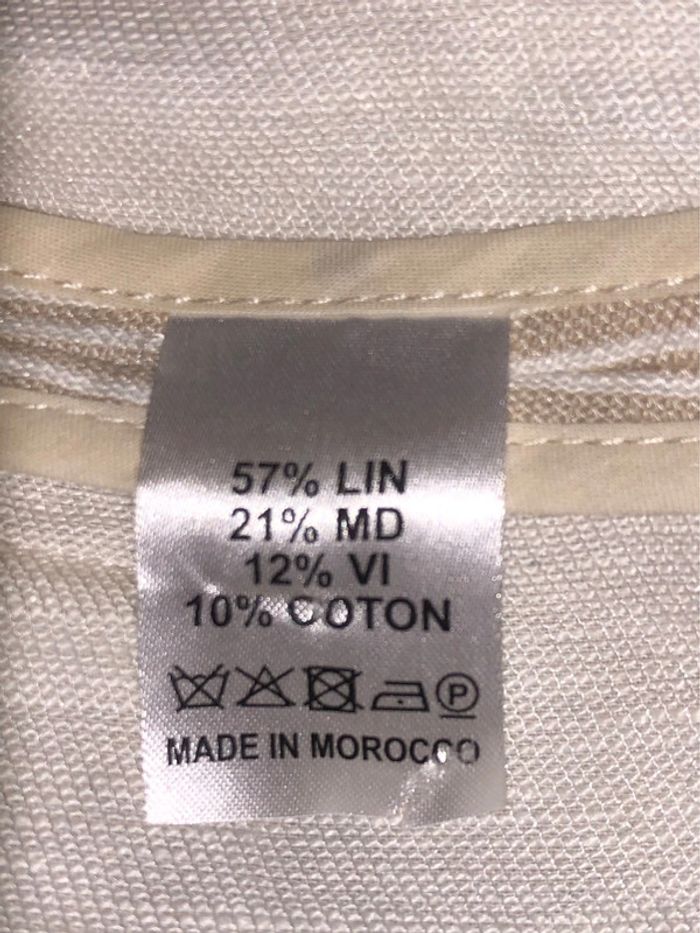 57% LIN
21% MD
12% VI
10% COTON
P
MADE IN MOROCCO